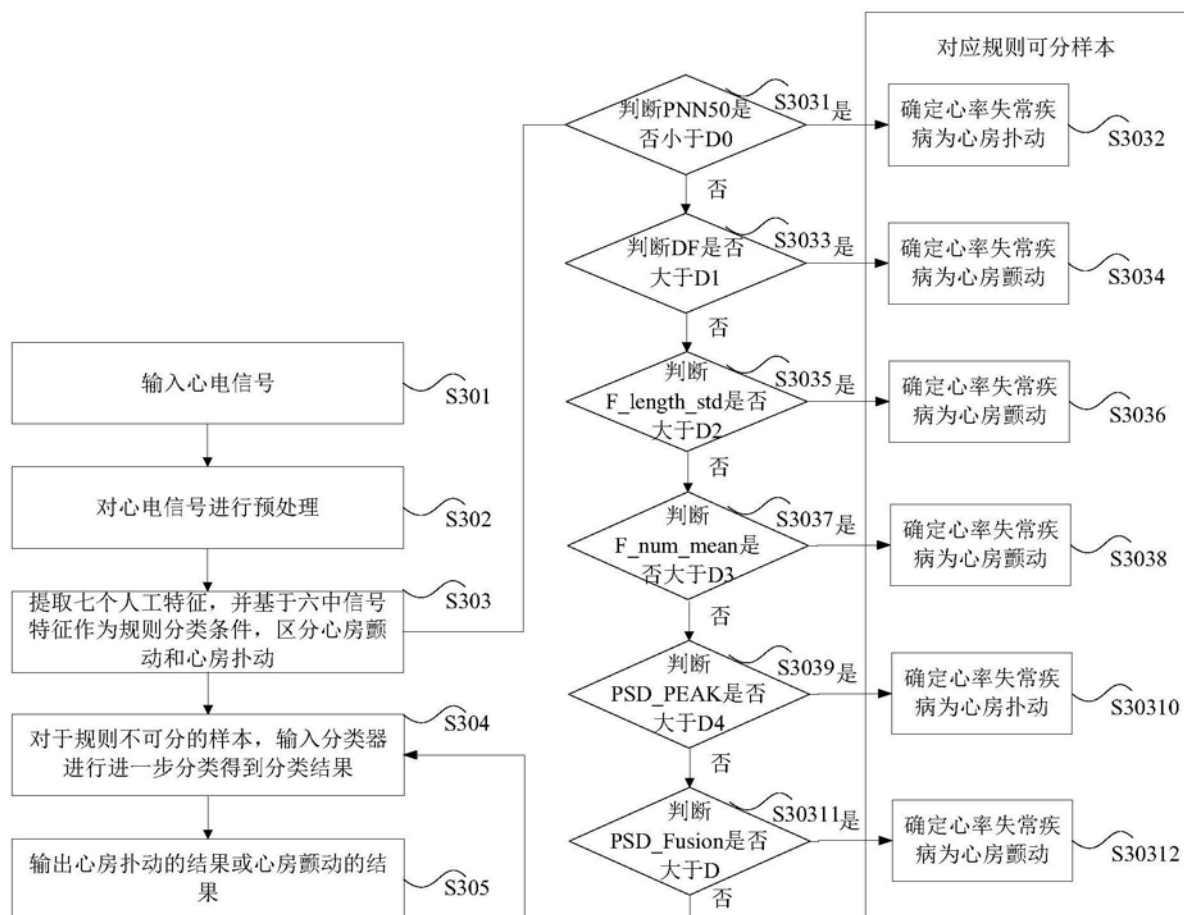 对应规则可分样本
判断PNN50是
否小于D0
S3031
是
确定心率失常疾
病为心房扑动
S3032
否
判断DF是否
大于D1
S3033
是
确定心率失常疾
病为心房颤动
S3034
否
判断
F_length_std是否
大于D2
S3035
是
确定心率失常疾
病为心房颤动
S3036
否
判断
F_num_mean是
否大于D3
S3037
是
确定心率失常疾
病为心房颤动
S3038
否
判断
PSD_PEAK是否
大于D4
S3039
是
确定心率失常疾
病为心房扑动
S30310
否
判断
PSD_Fusion是否
大于D
S30311
是
确定心率失常疾
病为心房颤动
S30312
否
输入心电信号
S301
对心电信号进行预处理
S302
提取七个人工特征，并基于六中信号
特征作为规则分类条件，区分心房颤
动和心房扑动
S303
对于规则不可分的样本，输入分类器
进行进一步分类得到分类结果
S304
输出心房扑动的结果或心房颤动的结
果
S305